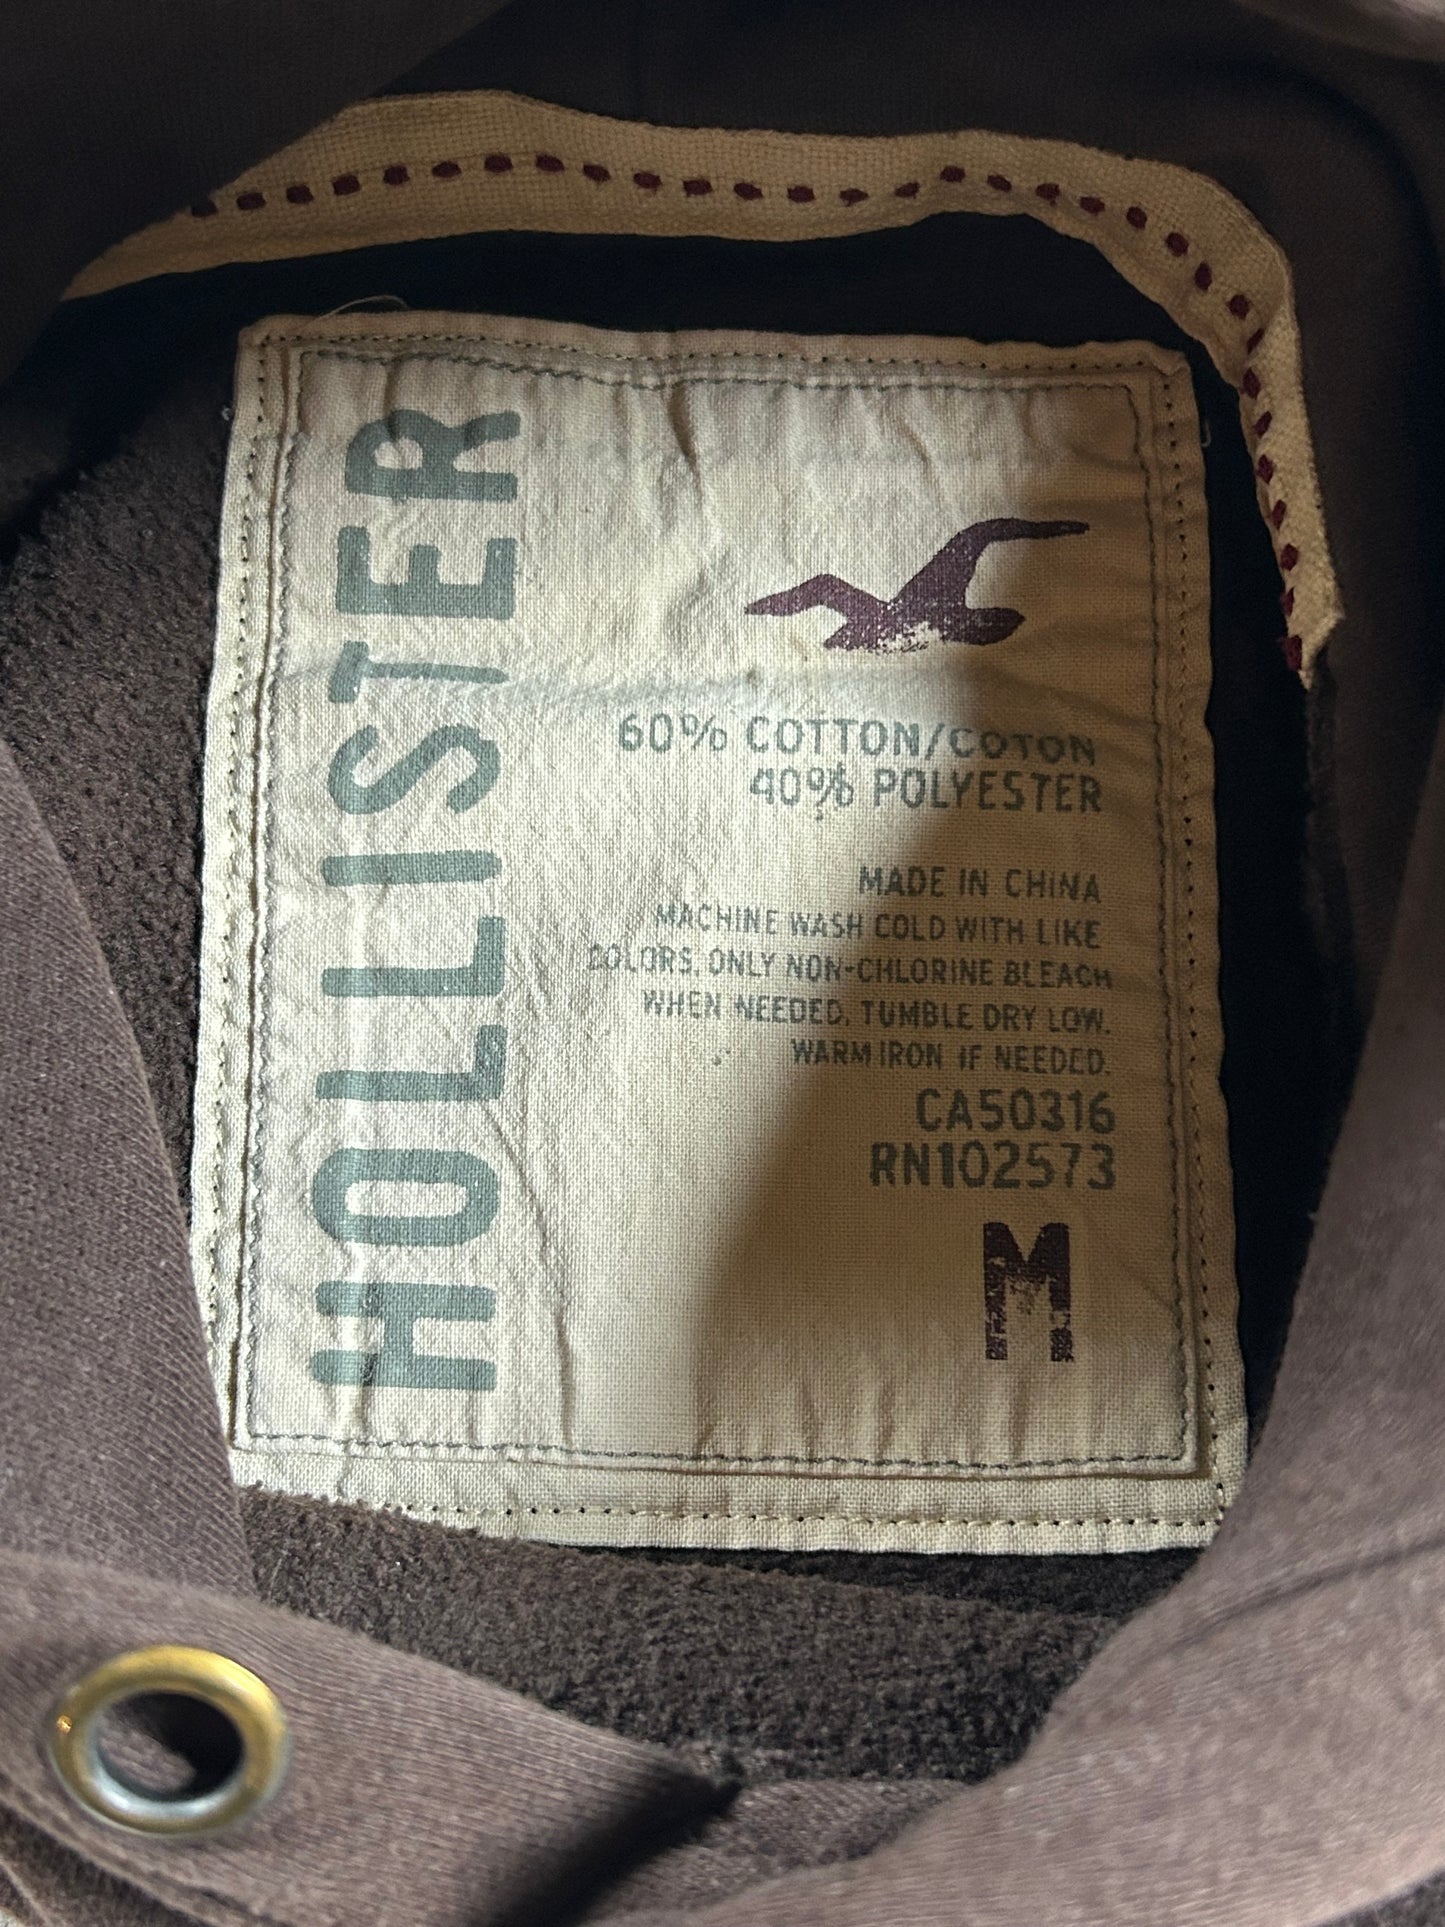 HOLLISTER
60% COTTON/COTON
40% POLYESTER
MADE IN CHINA
MACHINE WASH COLD WITH LIKE
COLORS. ONLY NON-CHLORINE BLEACH
WHEN NEEDED. TUMBLE DRY LOW.
WARM IRON IF NEEDED.
CA50316
RN102573
M